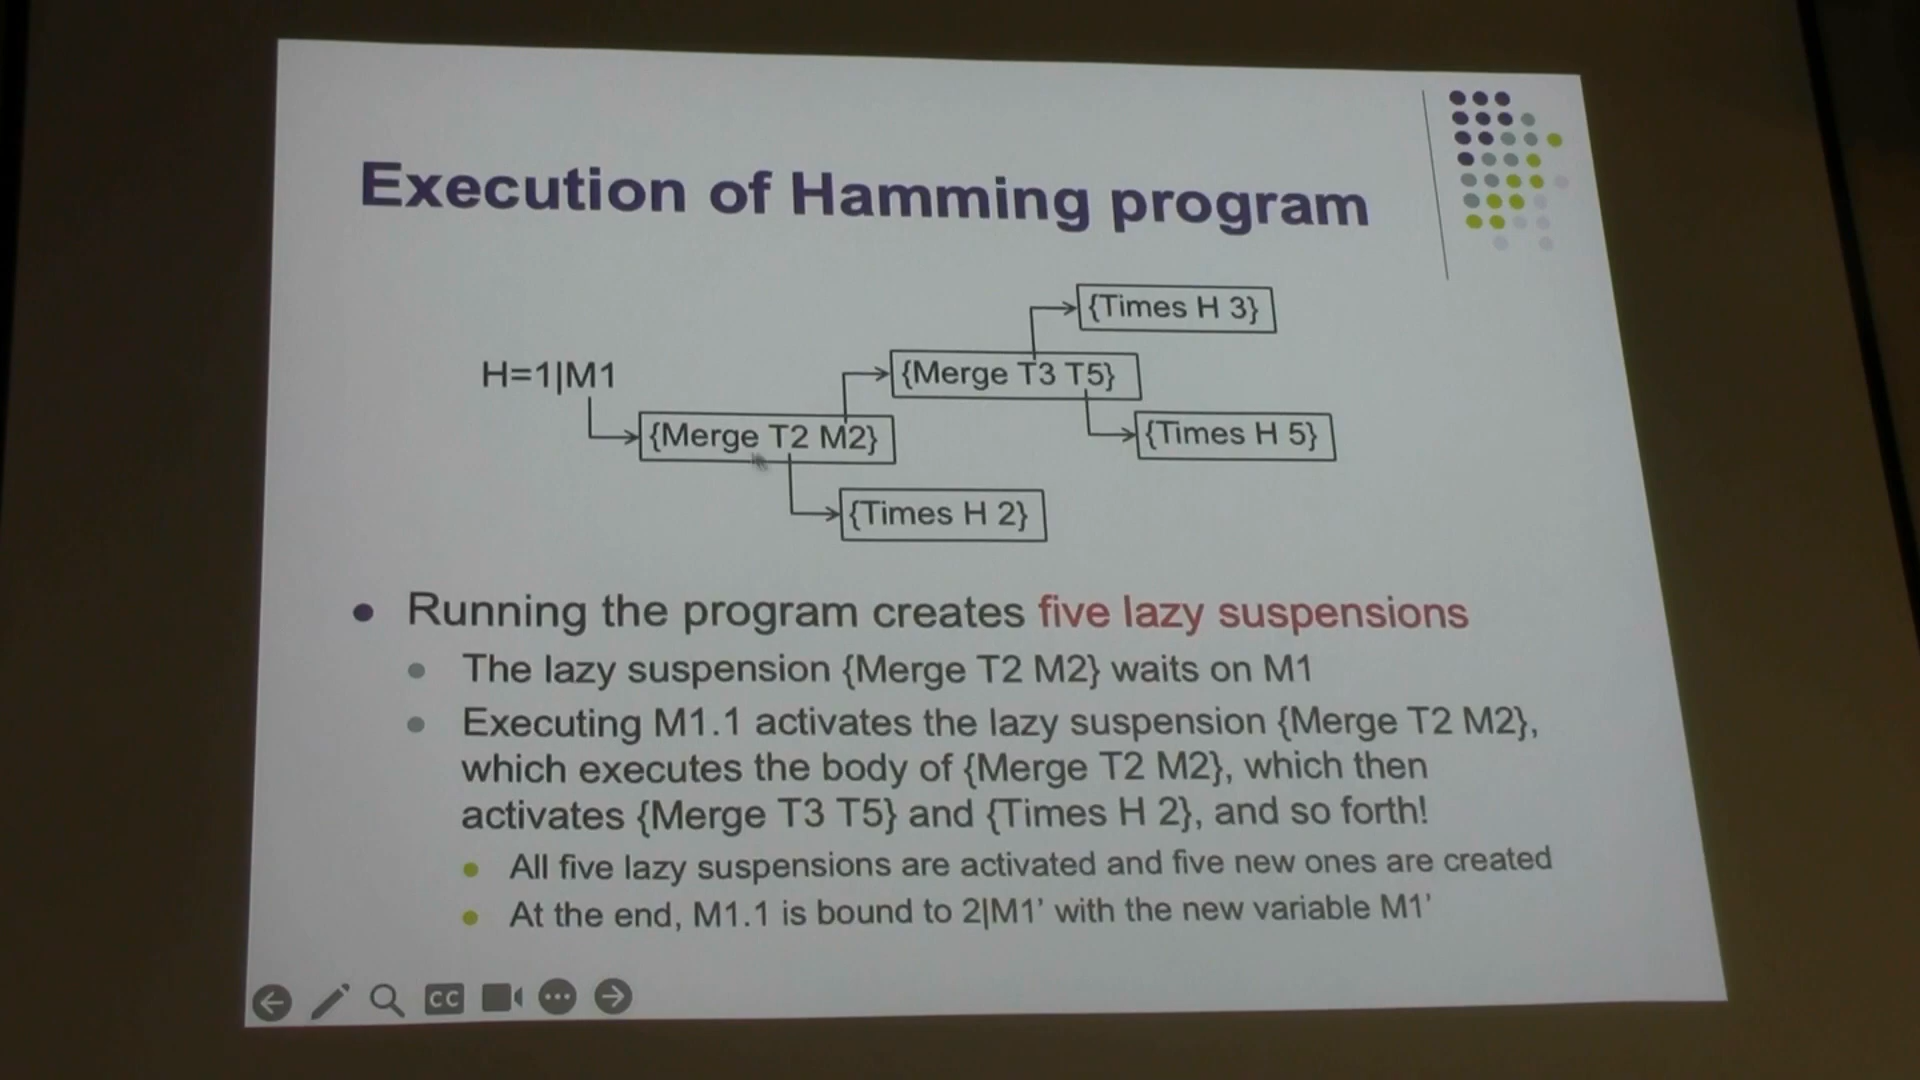 Execution of Hamming program
{Times H 3}
H=1|M1
{Merge T3 T5}
{Merge T2 M2}
{Times H 5}
{Times H 2}
Running the program creates five lazy suspensions
The lazy suspension {Merge T2 M2} waits on M1
Executing M1.1 activates the lazy suspension {Merge T2 M2},
which executes the body of {Merge T2 M2}, which then
activates {Merge T3 T5} and {Times H 2}, and so forth!
All five lazy suspensions are activated and five new ones are created
At the end, M1.1 is bound to 2|M1’ with the new variable M1’
CC